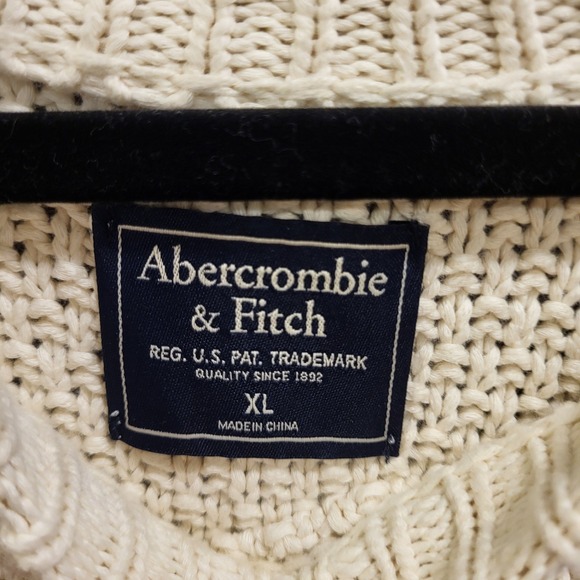 Abercrombie
& Fitch
REG. U.S. PAT. TRADEMARK
QUALITY SINCE 1892
XL
MADE IN CHINA